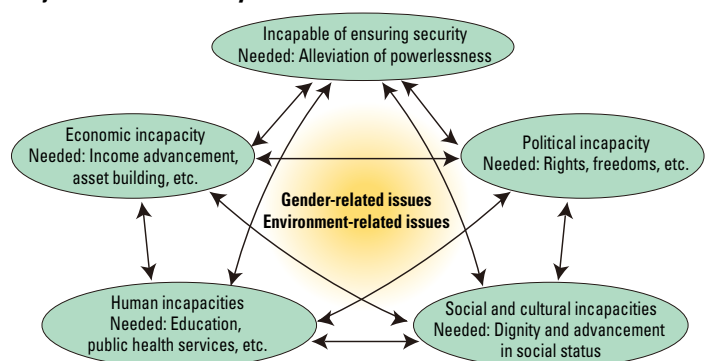 Incapable of ensuring security
Needed: Alleviation of powerlessness
Economic incapacity
Needed: Income advancement,
asset building, etc.
Political incapacity
Needed: Rights, freedoms, etc.
Gender-related issues
Environment-related issues
Human incapacities
Needed: Education,
public health services, etc.
Social and cultural incapacities
Needed: Dignity and advancement
in social status